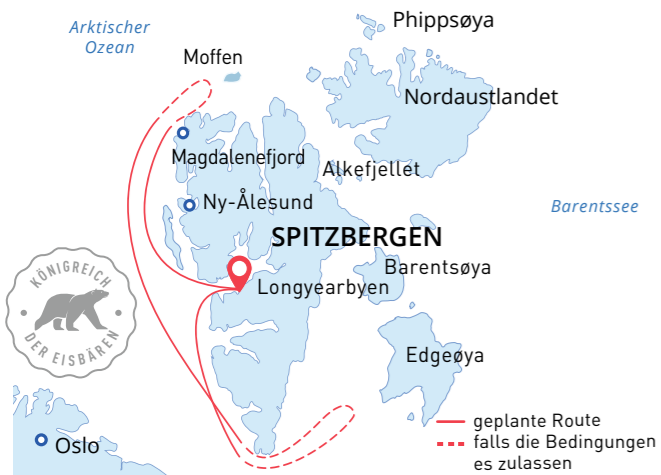 Arktischer
Ozean
Phippsøya
Moffen
Nordaustlandet
Magdalenefjord
Alkefjellet
Ny-Ålesund
Barentssee
SPITZBERGEN
Barentsøya
Longyearbyen
KÖNIGREICH
DER EISBÄREN
Edgeøya
geplante Route
Oslo
falls die Bedingungen
es zulassen